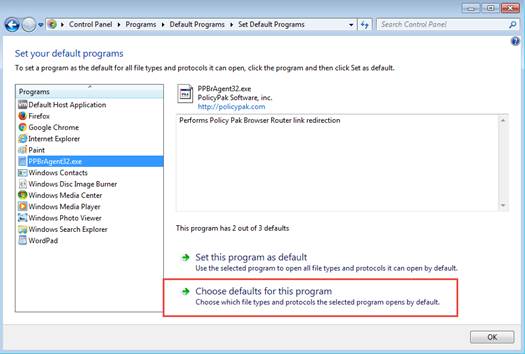 Control Panel ▸ Programs ▸ Default Programs ▸ Set Default Programs
Search Control Panel
Set your default programs
To set a program as the default for all file types and protocols it can open, click the program and then click Set as default.
Programs
Default Host Application
Firefox
Google Chrome
Internet Explorer
Paint
PPBrAgent32.exe
Windows Contacts
Windows Disc Image Burner
Windows Media Center
Windows Media Player
Windows Photo Viewer
Windows Search Explorer
WordPad
PPBrAgent32.exe
PolicyPak Software, inc.
http://policypak.com
Performs Policy Pak Browser Router link redirection
This program has 2 out of 3 defaults
Set this program as default
Use the selected program to open all file types and protocols it can open by default.
Choose defaults for this program
Choose which file types and protocols the selected program opens by default.
OK